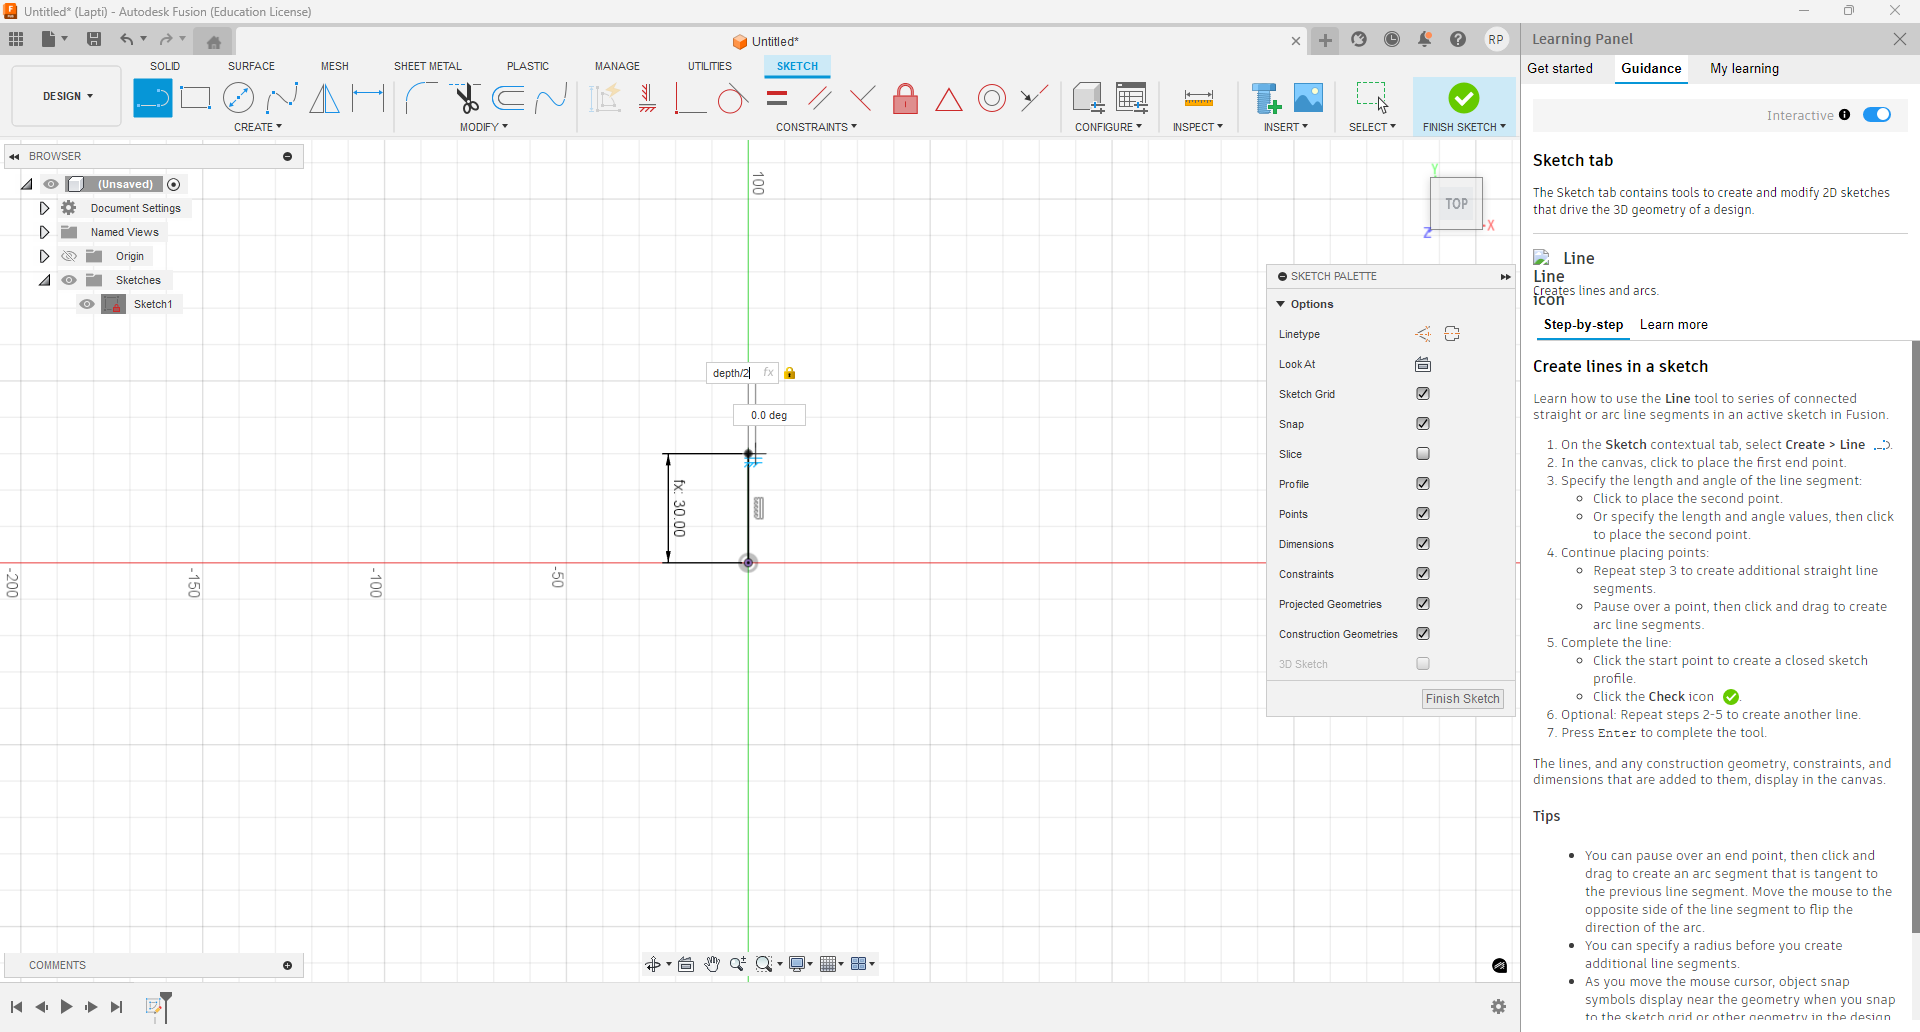 Untitled* (Lapti) - Autodesk Fusion (Education License)
Untitled*
RP
DESIGN
SOLID
SURFACE
MESH
SHEET METAL
PLASTIC
MANAGE
UTILITIES
SKETCH
CREATE
MODIFY
CONSTRAINTS
CONFIGURE
INSPECT
INSERT
SELECT
FINISH SKETCH
BROWSER
(Unsaved)
Document Settings
Named Views
Origin
Sketches
Sketch1
100
-200
-150
-100
-50
depth/2 fx
0.0 deg
fx: 30.00
Y
TOP
X
Z
SKETCH PALETTE
Options
Linetype
Look At
Sketch Grid
Snap
Slice
Profile
Points
Dimensions
Constraints
Projected Geometries
Construction Geometries
3D Sketch
Finish Sketch
COMMENTS
Learning Panel
Get started
Guidance
My learning
Interactive
Sketch tab
The Sketch tab contains tools to create and modify 2D sketches
that drive the 3D geometry of a design.
Line
Line
icon
Creates lines and arcs.
Step-by-step
Learn more
Create lines in a sketch
Learn how to use the Line tool to series of connected
straight or arc line segments in an active sketch in Fusion.
1. On the Sketch contextual tab, select Create > Line .
2. In the canvas, click to place the first end point.
3. Specify the length and angle of the line segment:
Click to place the second point.
Or specify the length and angle values, then click
to place the second point.
4. Continue placing points:
Repeat step 3 to create additional straight line
segments.
Pause over a point, then click and drag to create
arc line segments.
5. Complete the line:
Click the start point to create a closed sketch
profile.
Click the Check icon .
6. Optional: Repeat steps 2-5 to create another line.
7. Press Enter to complete the tool.
The lines, and any construction geometry, constraints, and
dimensions that are added to them, display in the canvas.
Tips
• You can pause over an end point, then click and
drag to create an arc segment that is tangent to
the previous line segment. Move the mouse to the
opposite side of the line segment to flip the
direction of the arc.
• You can specify a radius before you create
additional line segments.
• As you move the mouse cursor, object snap
symbols display near the geometry when you snap
to the sketch grid or other geometry in the design